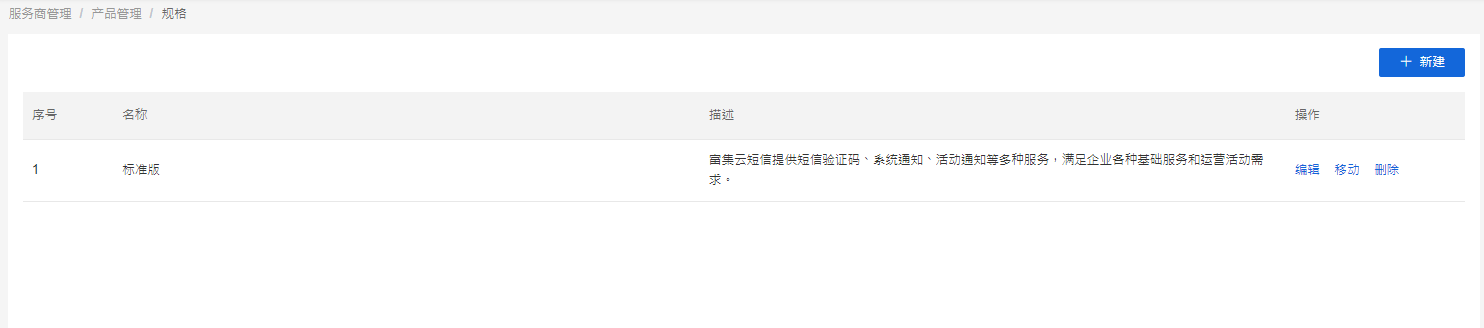 服务商管理 / 产品管理 / 规格
新建
序号 名称 描述 操作
1 标准版 富集云短信提供短信验证码、系统通知、活动通知等多种服务，满足企业各种基础服务和运营活动需
求。 编辑 移动 删除